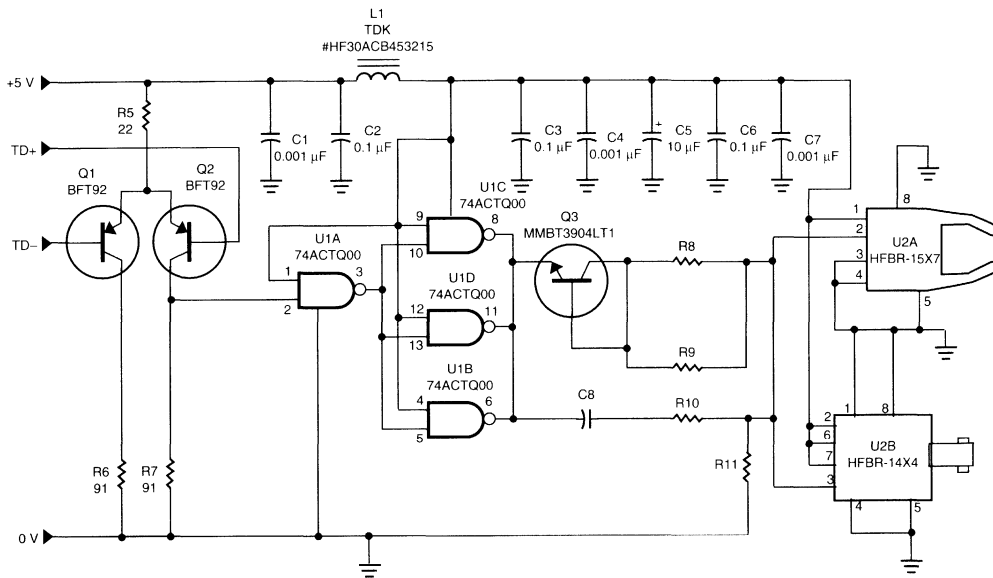 L1
TDK
#HF30ACB453215
+5 V
R5
22
C1
0.001 µF
C2
0.1 µF
C3
0.1 µF
C4
0.001 µF
C5
+
10 µF
C6
0.1 µF
C7
0.001 µF
TD+
Q1
BFT92
Q2
BFT92
TD–
U1C
74ACTQ00
9
10
8
Q3
MMBT3904LT1
U1A
74ACTQ00
1
2
3
U1D
74ACTQ00
12
13
11
U1B
74ACTQ00
4
5
6
R8
R9
C8
R10
R11
8
1
2
3
4
5
U2A
HFBR-15X7
1
8
2
6
7
3
4
5
U2B
HFBR-14X4
R6
91
R7
91
0 V